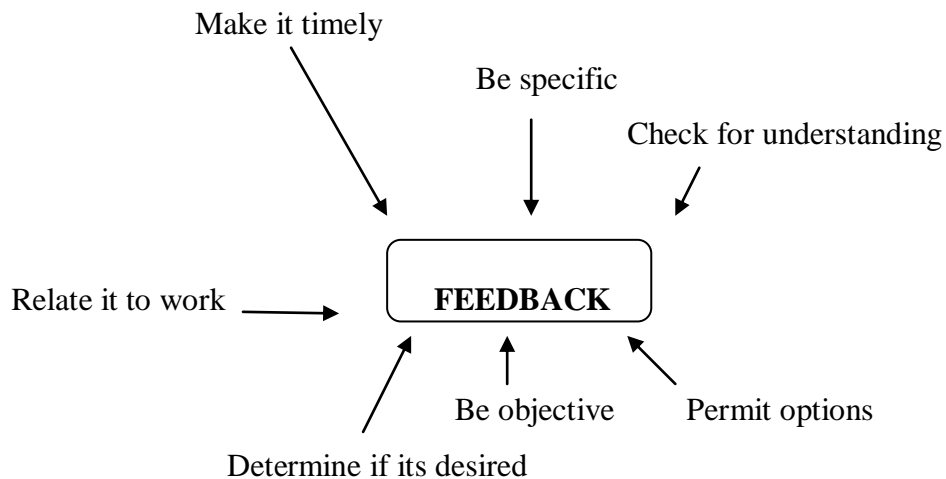 Make it timely
Be specific
Check for understanding
FEEDBACK
Relate it to work
Be objective
Permit options
Determine if its desired